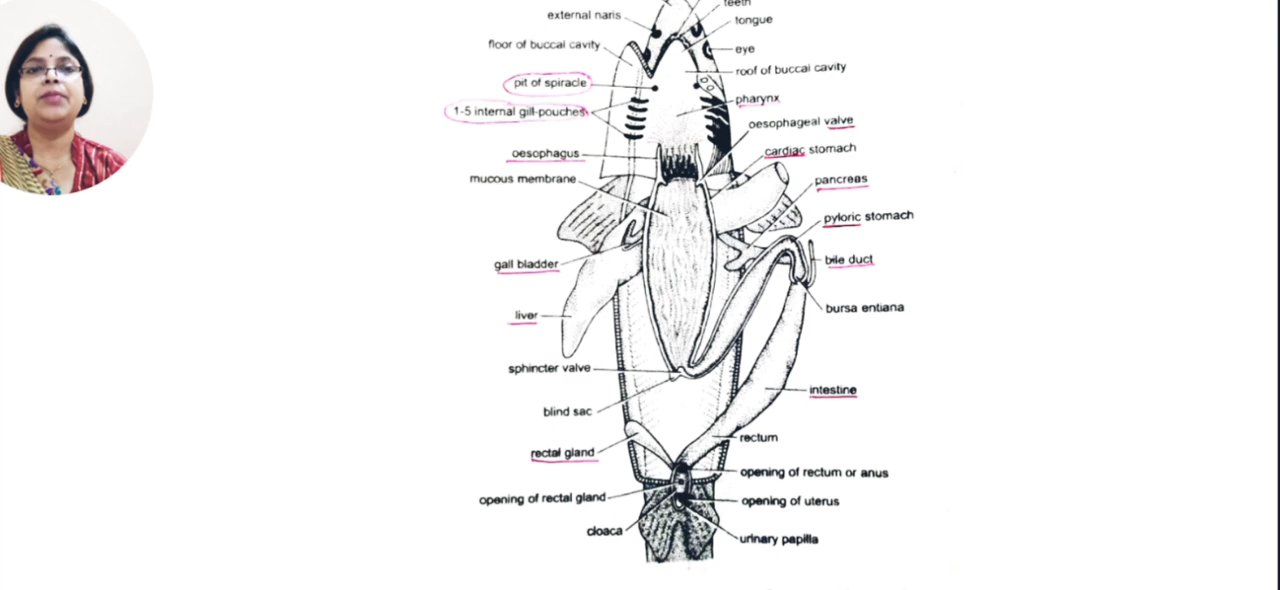 teeth
external naris
tongue
floor of buccal cavity
eye
roof of buccal cavity
pit of spiracle
pharynx
1-5 internal gill-pouches
oesophageal valve
oesophagus
cardiac stomach
mucous membrane
pancreas
pyloric stomach
gall bladder
bile duct
liver
bursa entiana
sphincter valve
intestine
blind sac
rectum
rectal gland
opening of rectum or anus
opening of rectal gland
opening of uterus
cloaca
urinary papilla